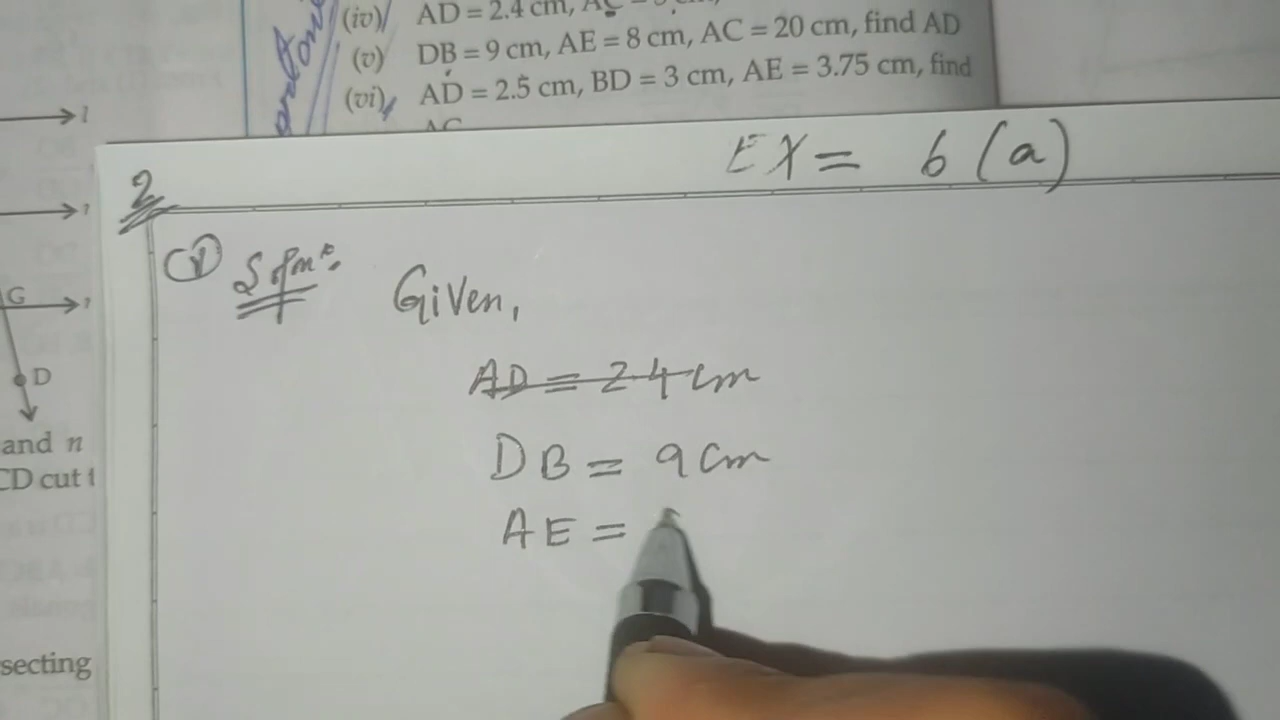 (iv) AD = 2.4 cm,
(v) DB = 9 cm, AE = 8 cm, AC = 20 cm, find AD
(vi) AD = 2.5 cm, BD = 3 cm, AE = 3.75 cm, find
AC
l
EX = 6 (a)
2
(v) Given,
G
D
AD = 24 cm
and n
DB = 9 cm
CD cut t
AE =
secting